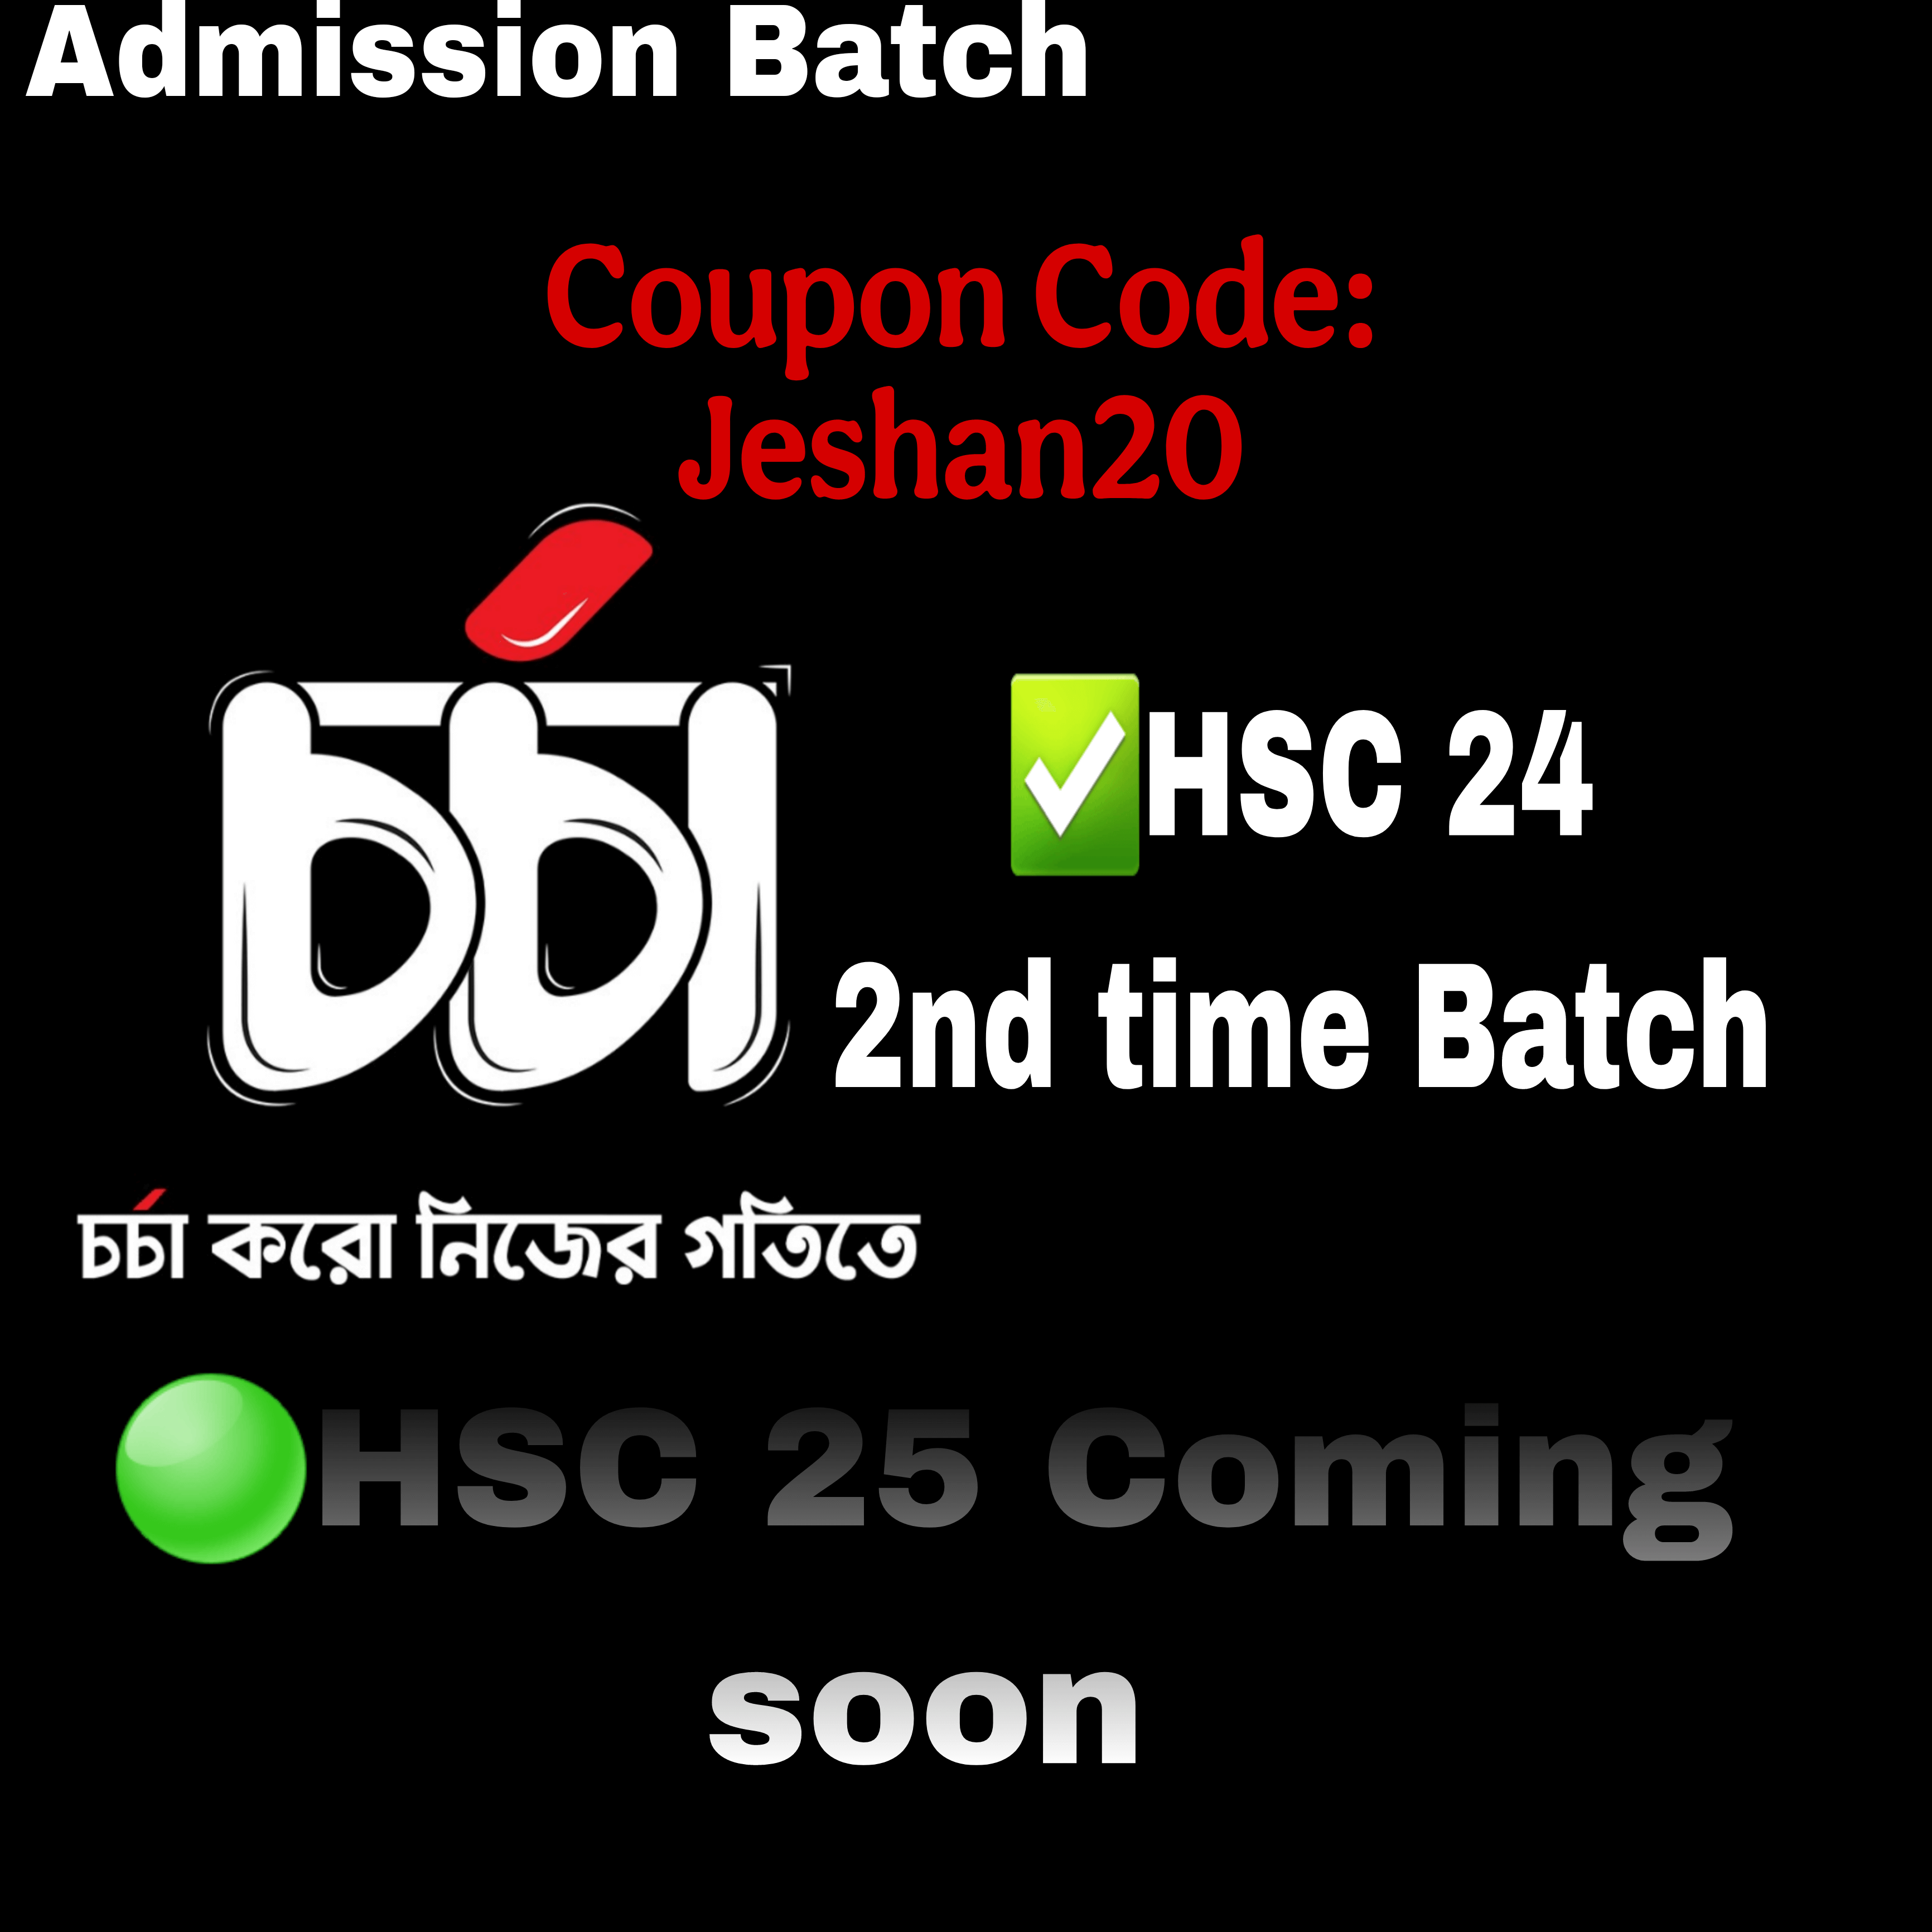 Admission Batch
Coupon Code:
Jeshan20
চর্চা
✅HSC 24
2nd time Batch
চর্চা করো নিজের গতিতে
🟢HSC 25 Coming
soon